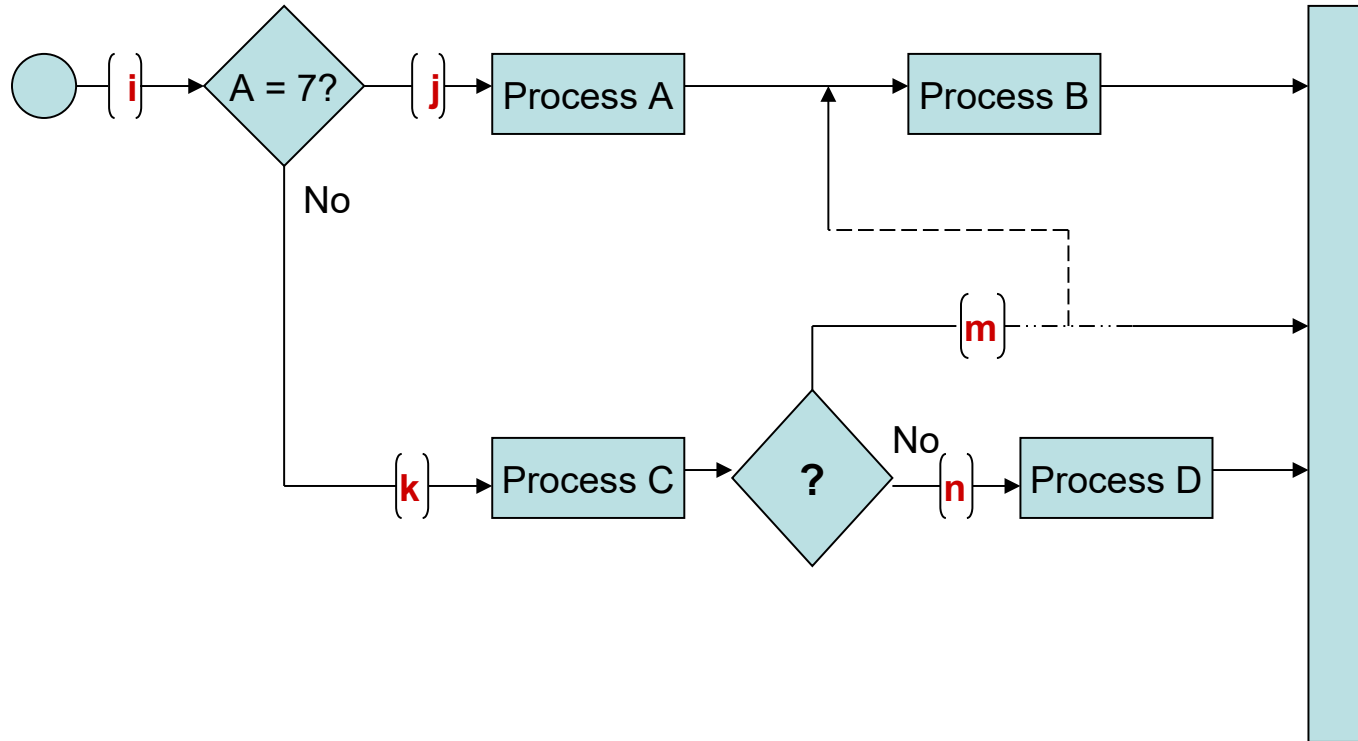 (i)
A = 7?
(j)
Process A
Process B
No
(m)
No
(k)
Process C
?
(n)
Process D